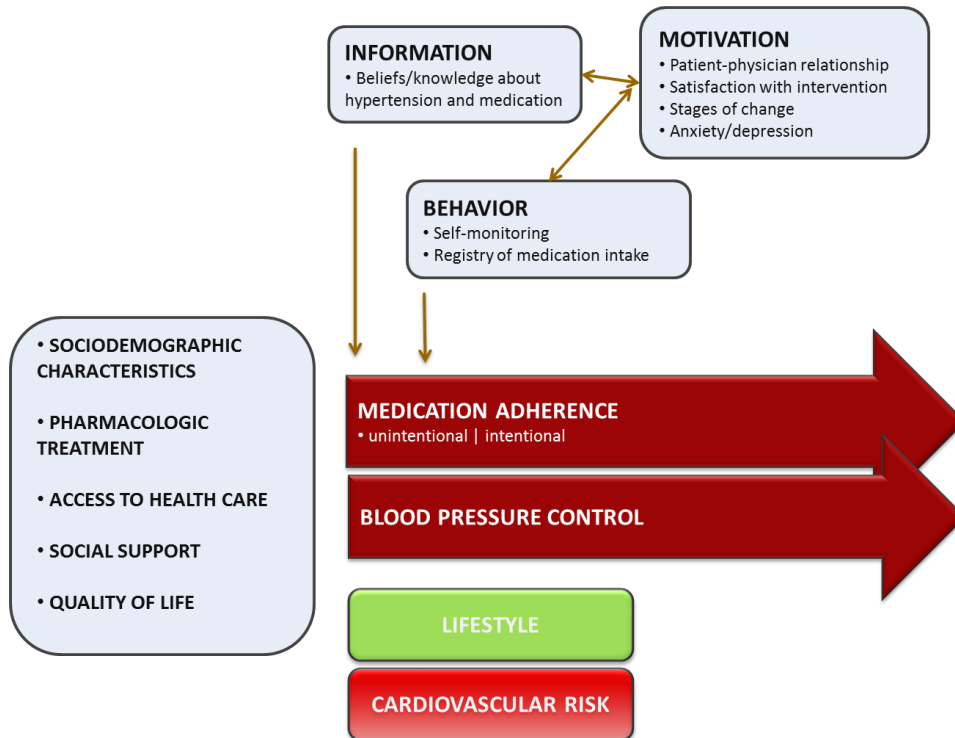 INFORMATION
• Beliefs/knowledge about
hypertension and medication
MOTIVATION
• Patient-physician relationship
• Satisfaction with intervention
• Stages of change
• Anxiety/depression
BEHAVIOR
• Self-monitoring
• Registry of medication intake
• SOCIODEMOGRAPHIC
CHARACTERISTICS
• PHARMACOLOGIC
TREATMENT
• ACCESS TO HEALTH CARE
• SOCIAL SUPPORT
• QUALITY OF LIFE
MEDICATION ADHERENCE
• unintentional | intentional
BLOOD PRESSURE CONTROL
LIFESTYLE
CARDIOVASCULAR RISK